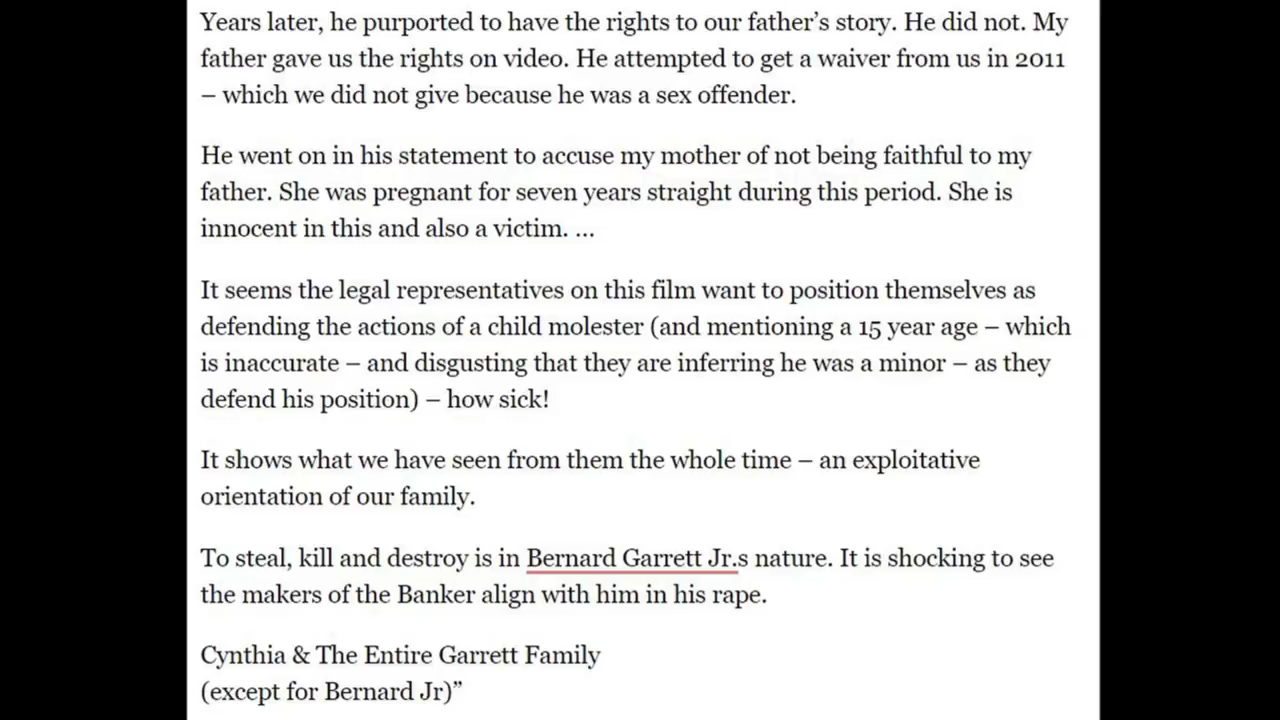 Years later, he purported to have the rights to our father’s story. He did not. My
father gave us the rights on video. He attempted to get a waiver from us in 2011
– which we did not give because he was a sex offender.
He went on in his statement to accuse my mother of not being faithful to my
father. She was pregnant for seven years straight during this period. She is
innocent in this and also a victim. ...
It seems the legal representatives on this film want to position themselves as
defending the actions of a child molester (and mentioning a 15 year age – which
is inaccurate – and disgusting that they are inferring he was a minor – as they
defend his position) – how sick!
It shows what we have seen from them the whole time – an exploitative
orientation of our family.
To steal, kill and destroy is in Bernard Garrett Jr.s nature. It is shocking to see
the makers of the Banker align with him in his rape.
Cynthia & The Entire Garrett Family
(except for Bernard Jr)”